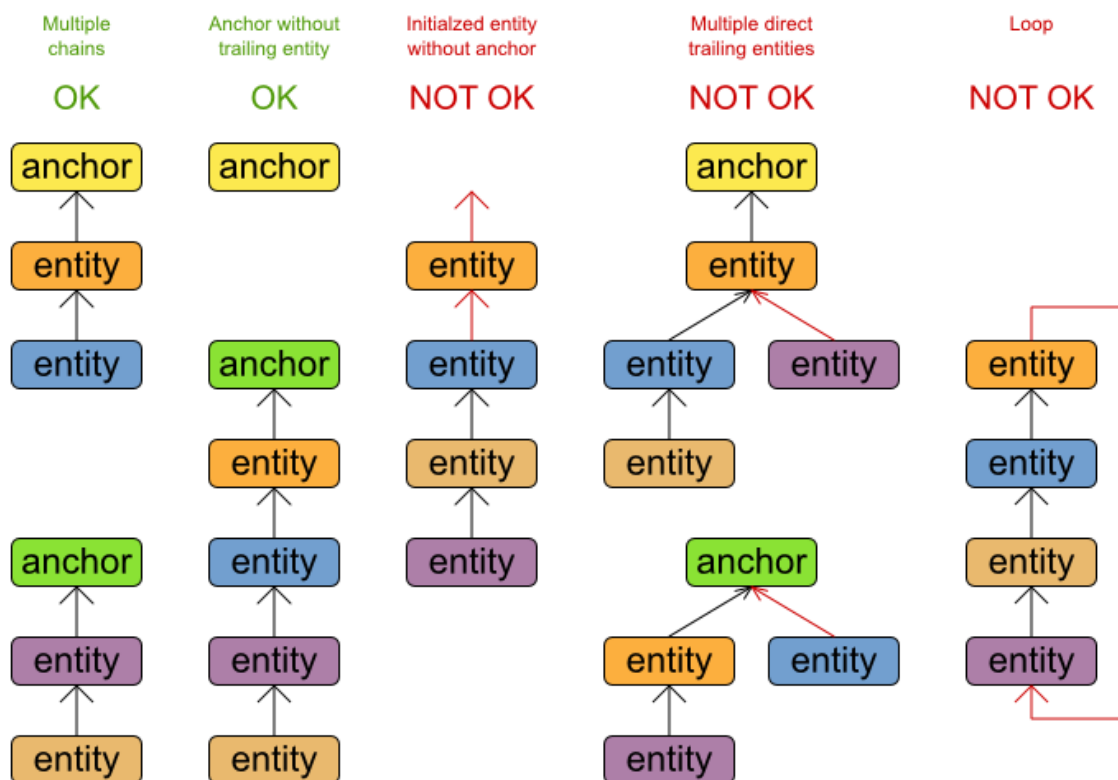 Multiple
chains
OK
anchor
entity
entity
anchor
entity
entity
Anchor without
trailing entity
OK
anchor
anchor
entity
entity
entity
entity
Initialzed entity
without anchor
NOT OK
entity
entity
entity
entity
Multiple direct
trailing entities
NOT OK
anchor
entity
entity entity
entity
anchor
entity entity
entity
Loop
NOT OK
entity
entity
entity
entity